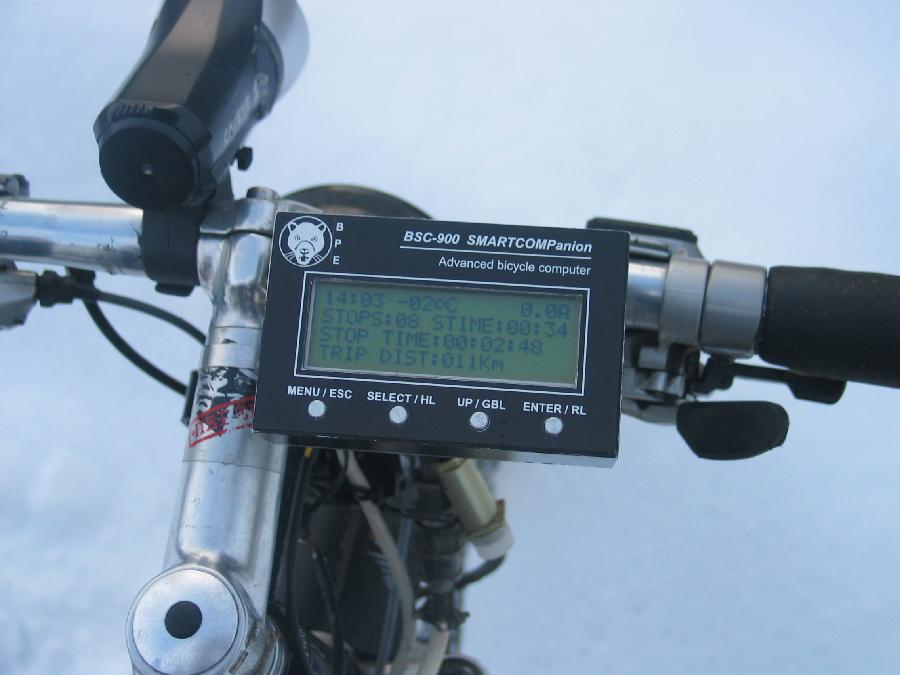 B
P
E
BSC-900 SMARTCOMPanion
Advanced bicycle computer
14:03 -02ºC 0.0A
STOPS:08 STIME:00:34
STOP TIME:00:02:48
TRIP DIST:011Km
MENU / ESC SELECT / HL UP / GBL ENTER / RL